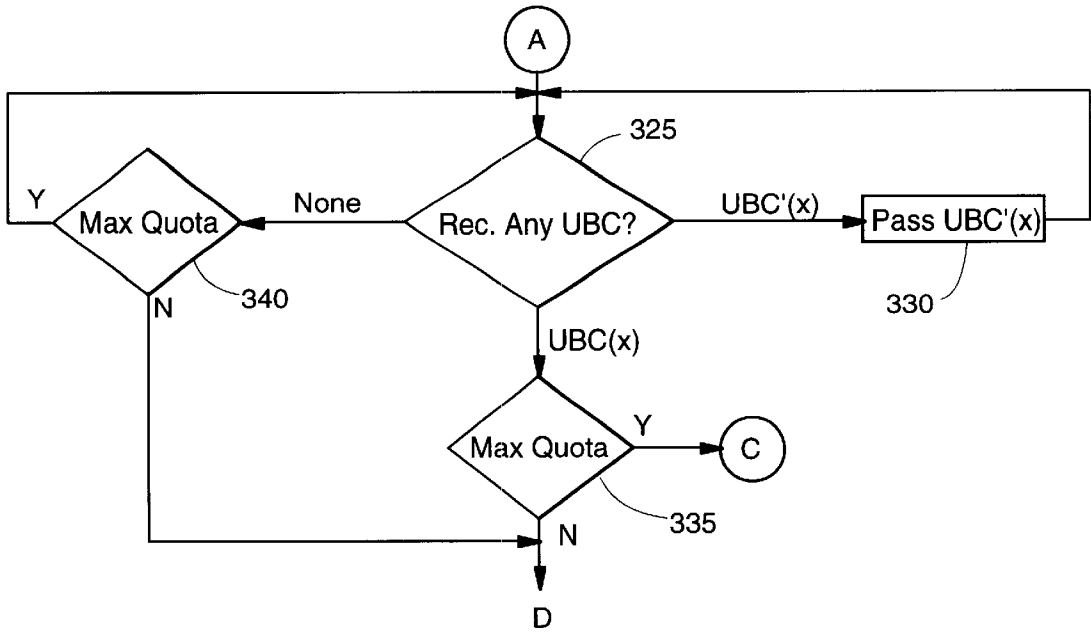 A
325
Y
Max Quota
None
Rec. Any UBC?
UBC'(x)
Pass UBC'(x)
340
N
330
UBC(x)
Max Quota
Y
C
335
N
D